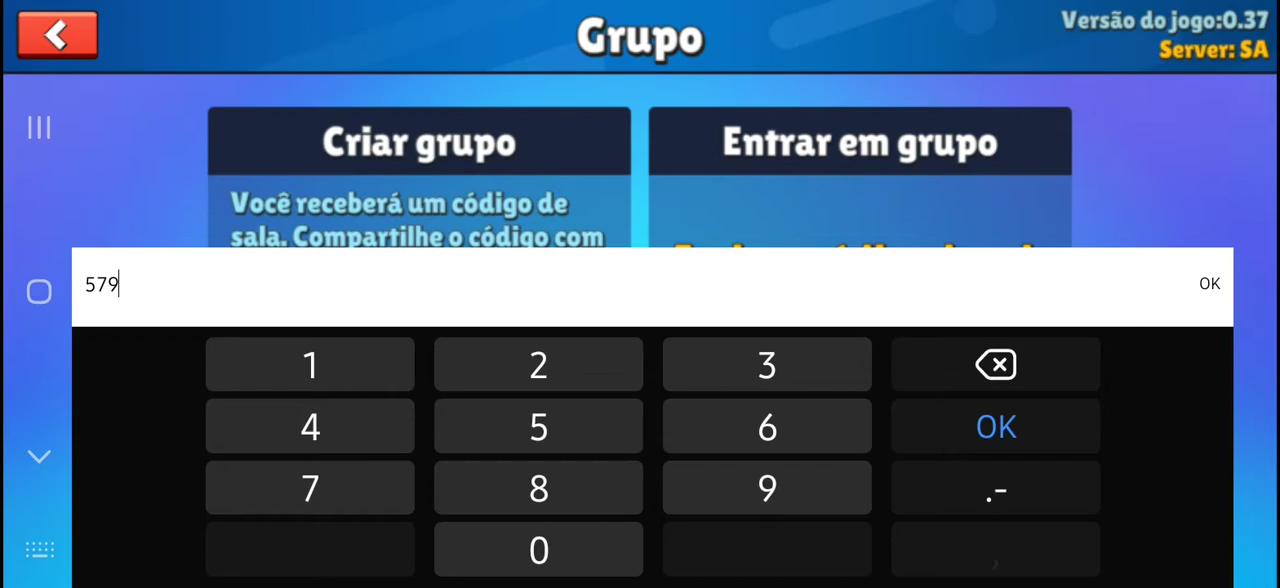 Grupo
Versão do jogo:0.37
Server: SA
Criar grupo
Entrar em grupo
Você receberá um código de
sala. Compartilhe o código com
579
OK
1
2
3
4
5
6
OK
7
8
9
.-
0
,